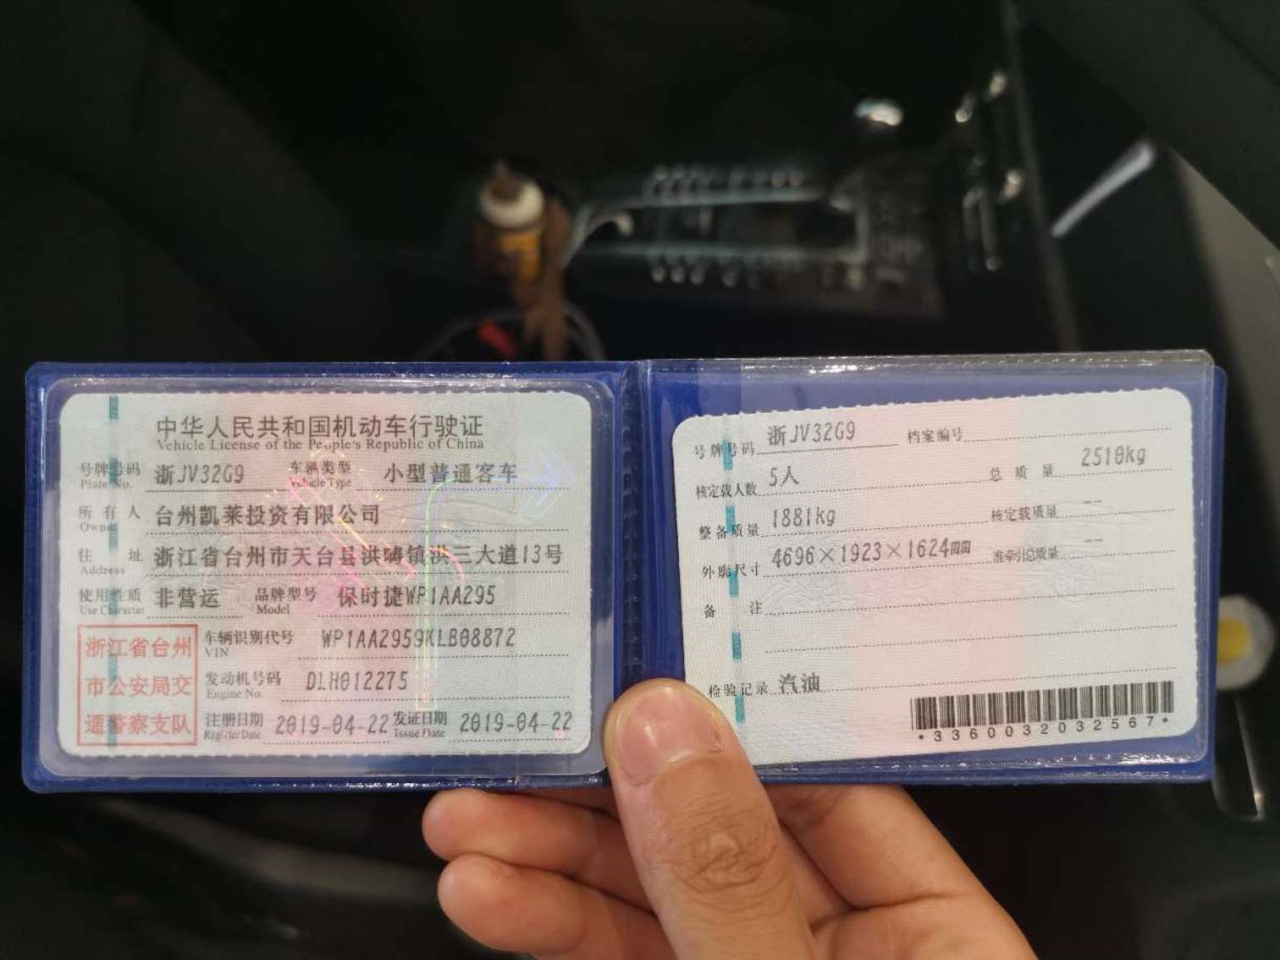 中华人民共和国机动车行驶证
Vehicle License of the People's Republic of China
号牌号码 浙JV32G9 车辆类型 小型普通客车
Plate No. Vehicle Type
所有人 台州凯莱投资有限公司
Owner
住址 浙江省台州市天台县洪畴镇洪三大道13号
Address
使用性质 非营运 品牌型号 保时捷WP1AA295
Use Character Model
浙江省台州
市公安局交
通警察支队
车辆识别代号 WP1AA2959KLB08872
VIN
发动机号码 DLH012275
Engine No.
注册日期 2019-04-22 发证日期 2019-04-22
Register Date Issue Date
号牌号码 浙JV32G9 档案编号
核定载人数 5人 总质量 2510kg
整备质量 1881kg 核定载质量 --
外廓尺寸 4696×1923×1624mm 准牵引总质量 --
备注
检验记录 汽油
*3360032032567*